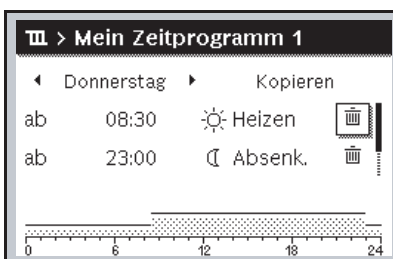 > Mein Zeitprogramm 1
Donnerstag Kopieren
ab 08:30 Heizen
ab 23:00 Absenk.
0 6 12 18 24